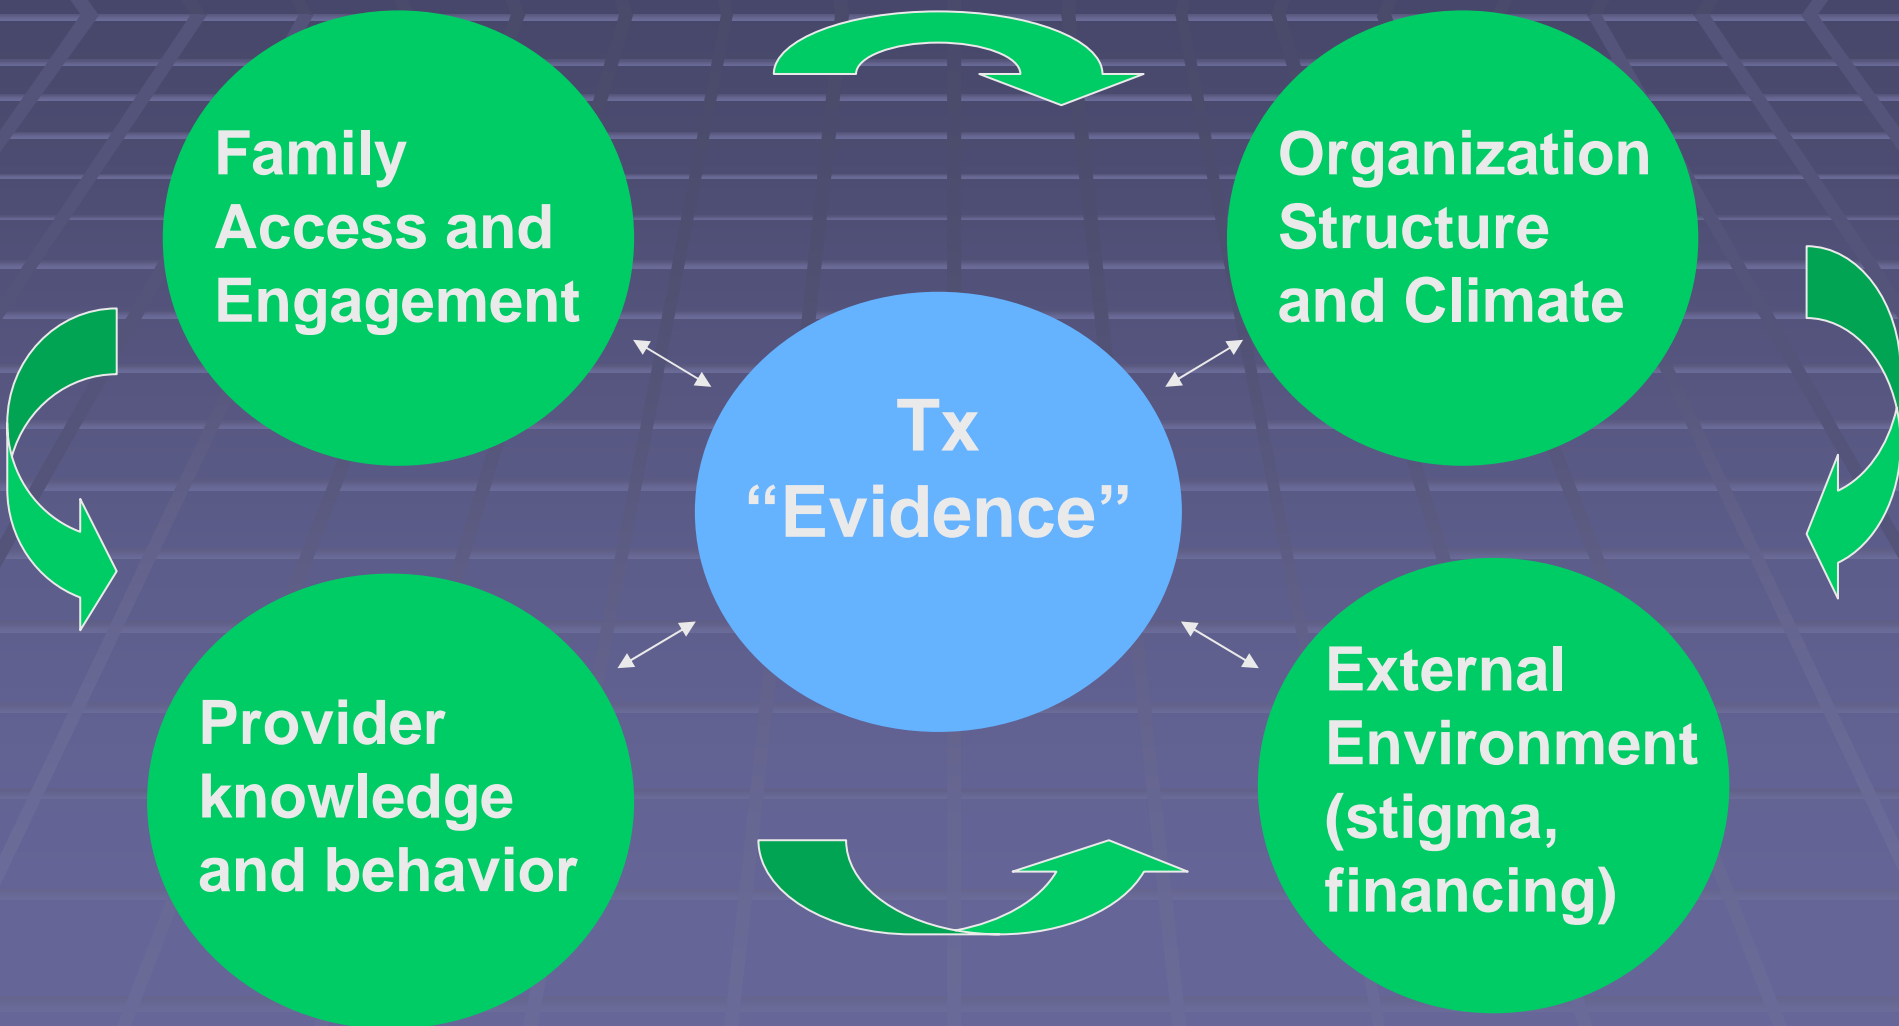 Family
Access and
Engagement
Organization
Structure
and Climate
Tx
“Evidence”
Provider
knowledge
and behavior
External
Environment
(stigma,
financing)